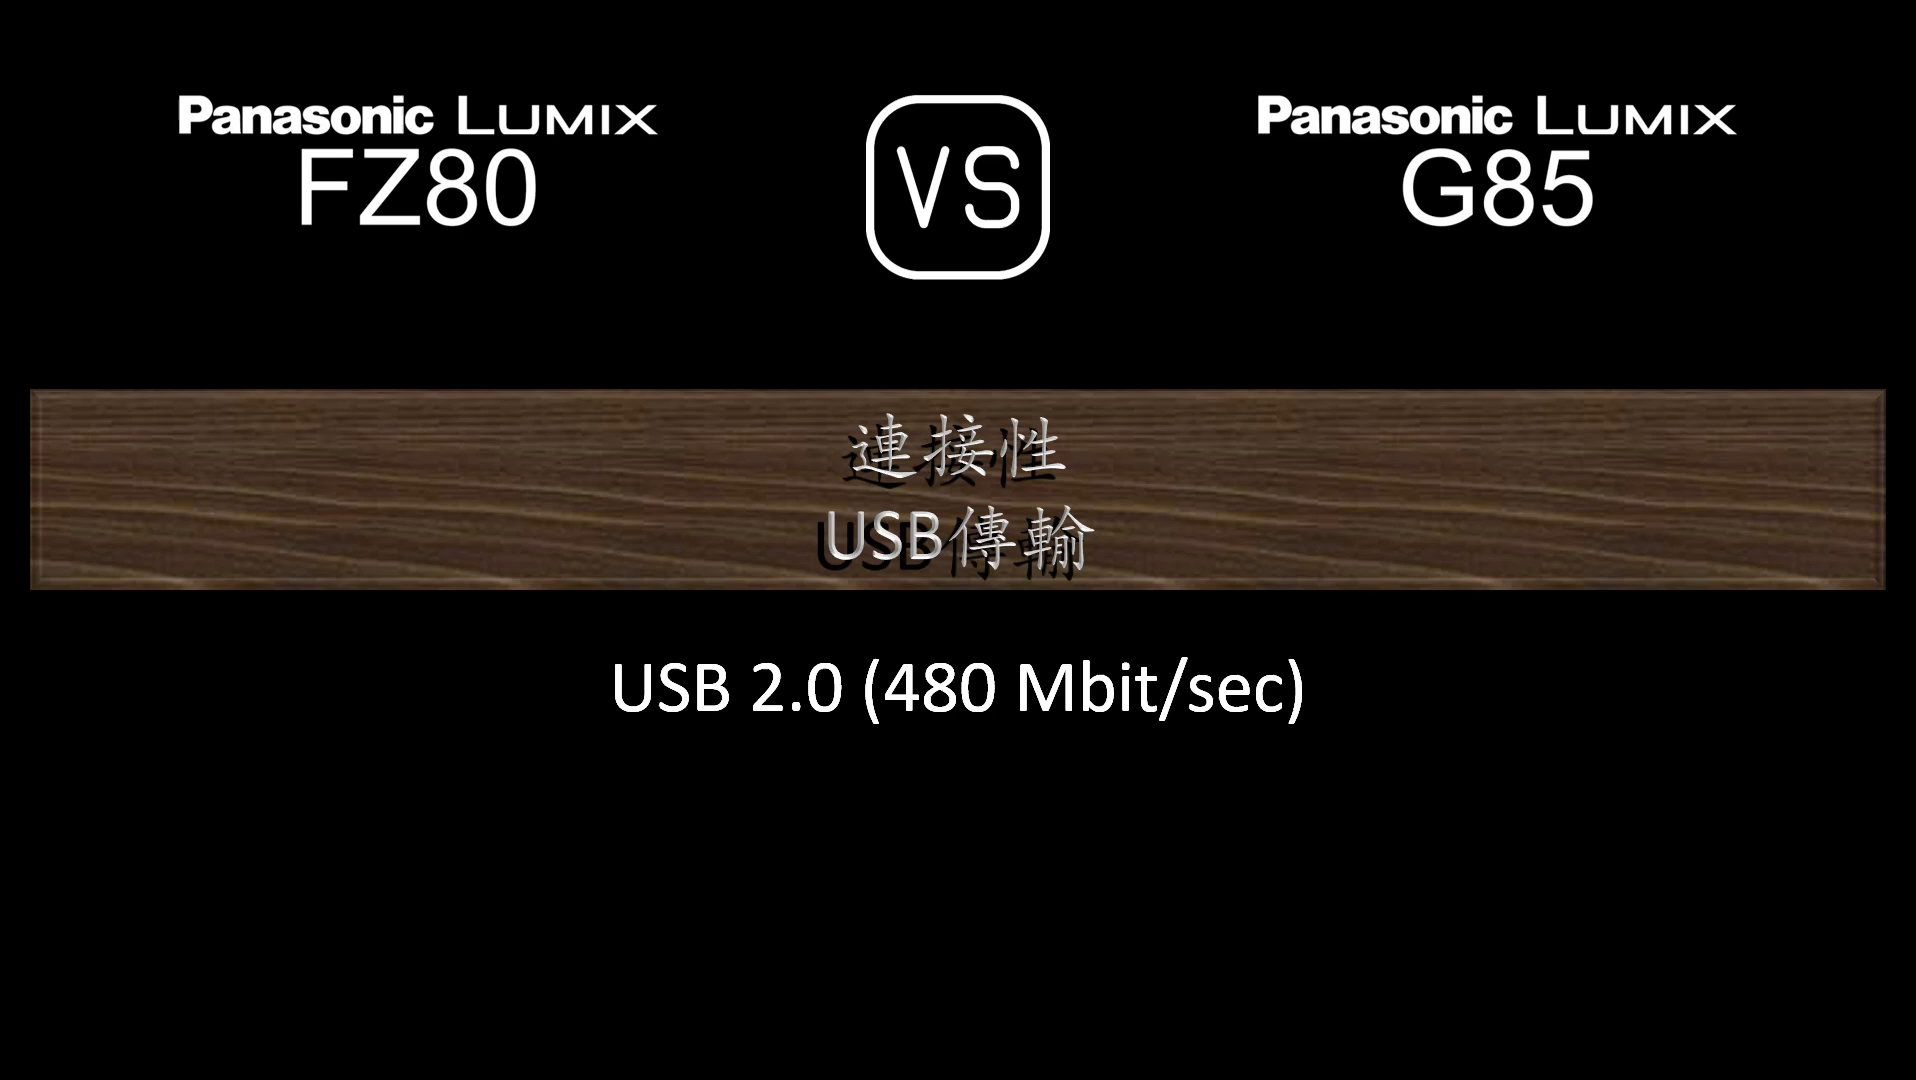 Panasonic LUMIX
FZ80
VS
Panasonic LUMIX
G85
連接性
USB傳輸
USB 2.0 (480 Mbit/sec)